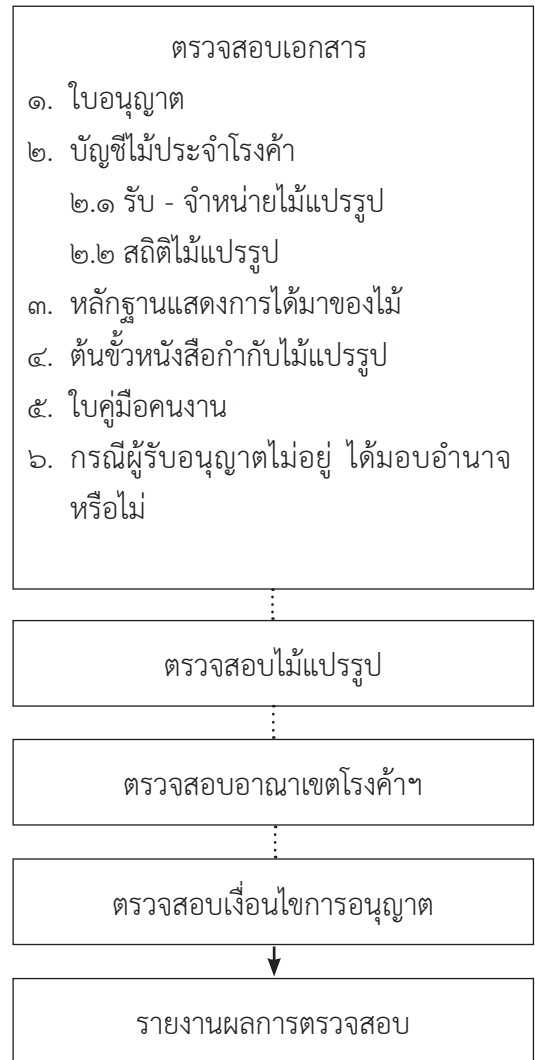 ตรวจสอบเอกสาร
๑. ใบอนุญาต
๒. บัญชีไม้ประจำโรงค้า
๒.๑ รับ - จำหน่ายไม้แปรรูป
๒.๒ สถิติไม้แปรรูป
๓. หลักฐานแสดงการได้มาของไม้
๔. ต้นขั้วหนังสือกำกับไม้แปรรูป
๕. ใบคู่มือคนงาน
๖. กรณีผู้รับอนุญาตไม่อยู่ ได้มอบอำนาจ
หรือไม่
ตรวจสอบไม้แปรรูป
ตรวจสอบอาณาเขตโรงค้าฯ
ตรวจสอบเงื่อนไขการอนุญาต
รายงานผลการตรวจสอบ